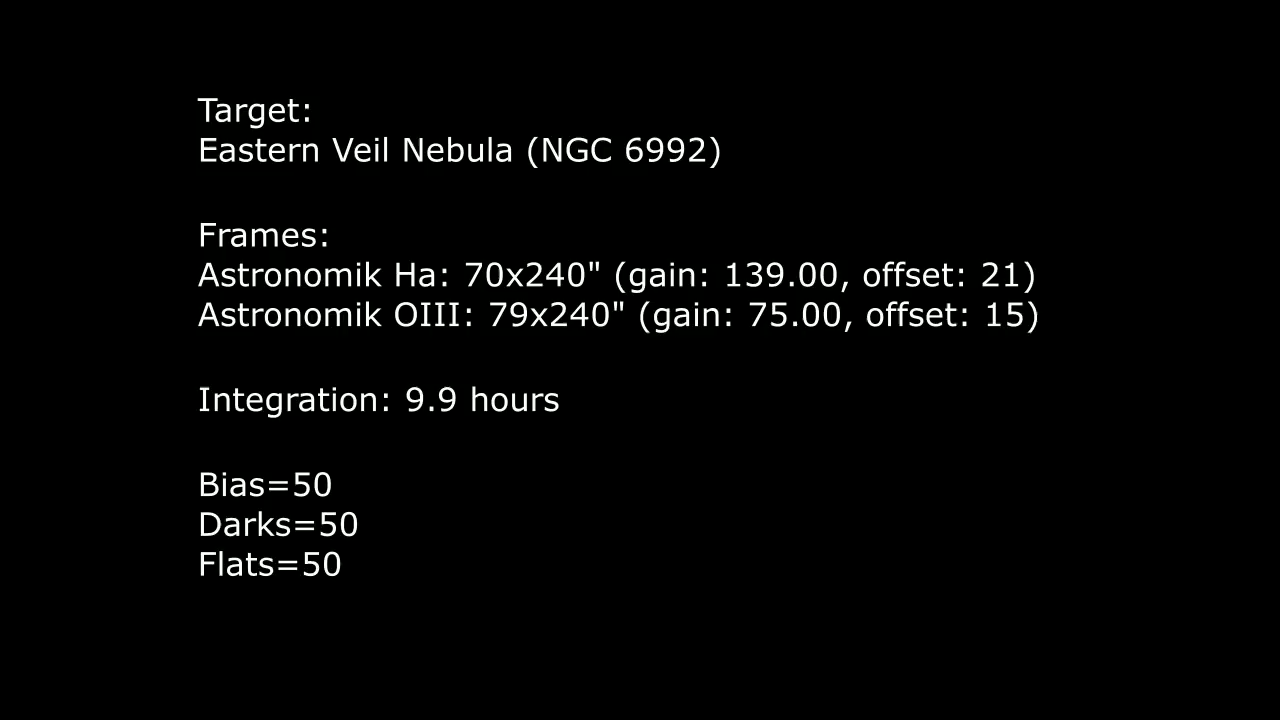 Target:
Eastern Veil Nebula (NGC 6992)
Frames:
Astronomik Ha: 70x240" (gain: 139.00, offset: 21)
Astronomik OIII: 79x240" (gain: 75.00, offset: 15)
Integration: 9.9 hours
Bias=50
Darks=50
Flats=50